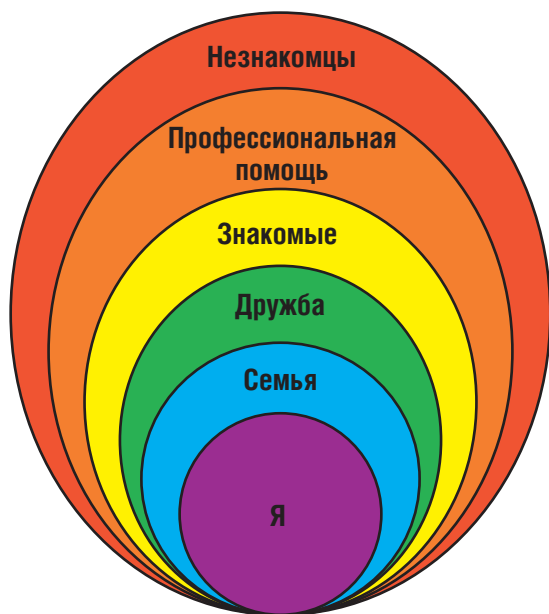 Незнакомцы
Профессиональная
помощь
Знакомые
Дружба
Семья
Я